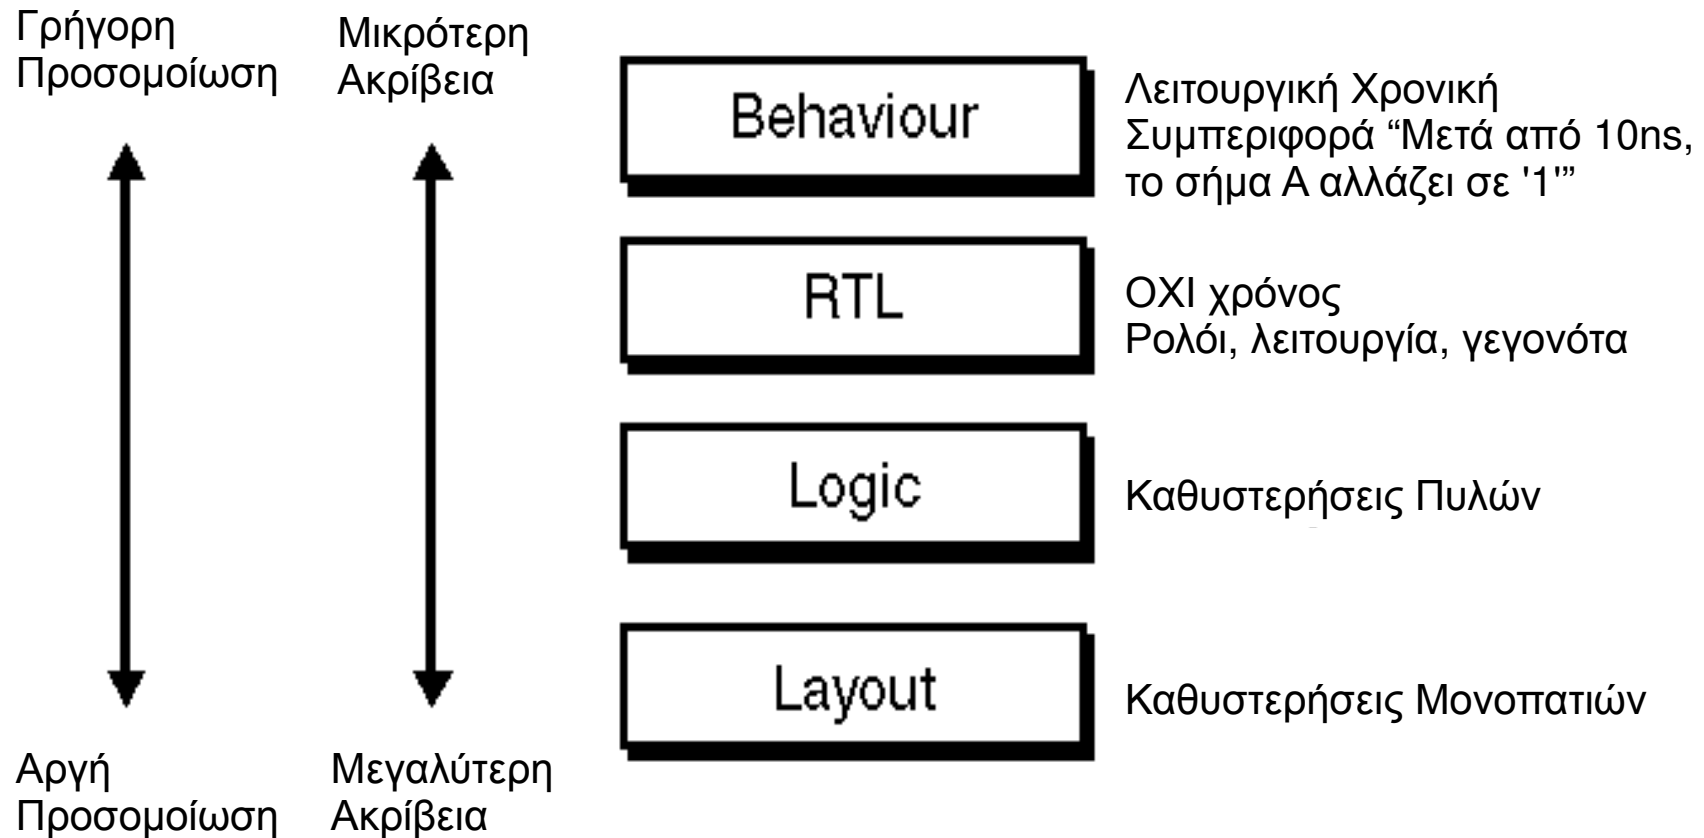 Γρήγορη
Προσομοίωση
Μικρότερη
Ακρίβεια
Behaviour
Λειτουργική Χρονική
Συμπεριφορά “Μετά από 10ns,
το σήμα Α αλλάζει σε '1'”
RTL
ΟΧΙ χρόνος
Ρολόι, λειτουργία, γεγονότα
Logic
Καθυστερήσεις Πυλών
Layout
Καθυστερήσεις Μονοπατιών
Αργή
Προσομοίωση
Μεγαλύτερη
Ακρίβεια